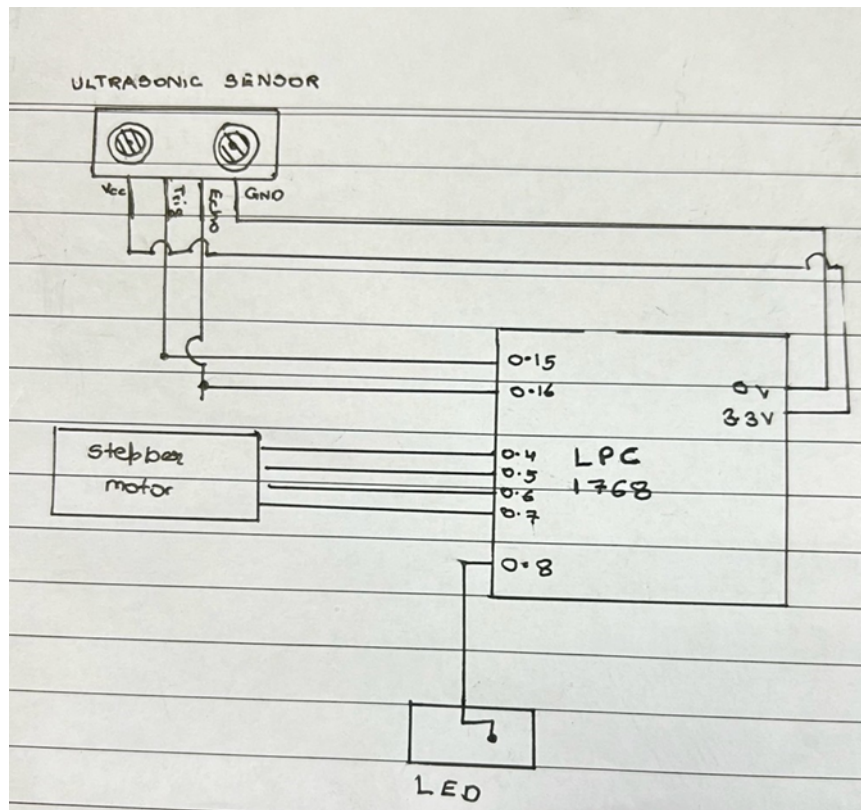 ULTRASONIC SENSOR
Vcc Trig Echo GND
0.15
0.16
0V
3.3V
stepper
motor
0.4
0.5
0.6
0.7
LPC
1768
0.8
LED